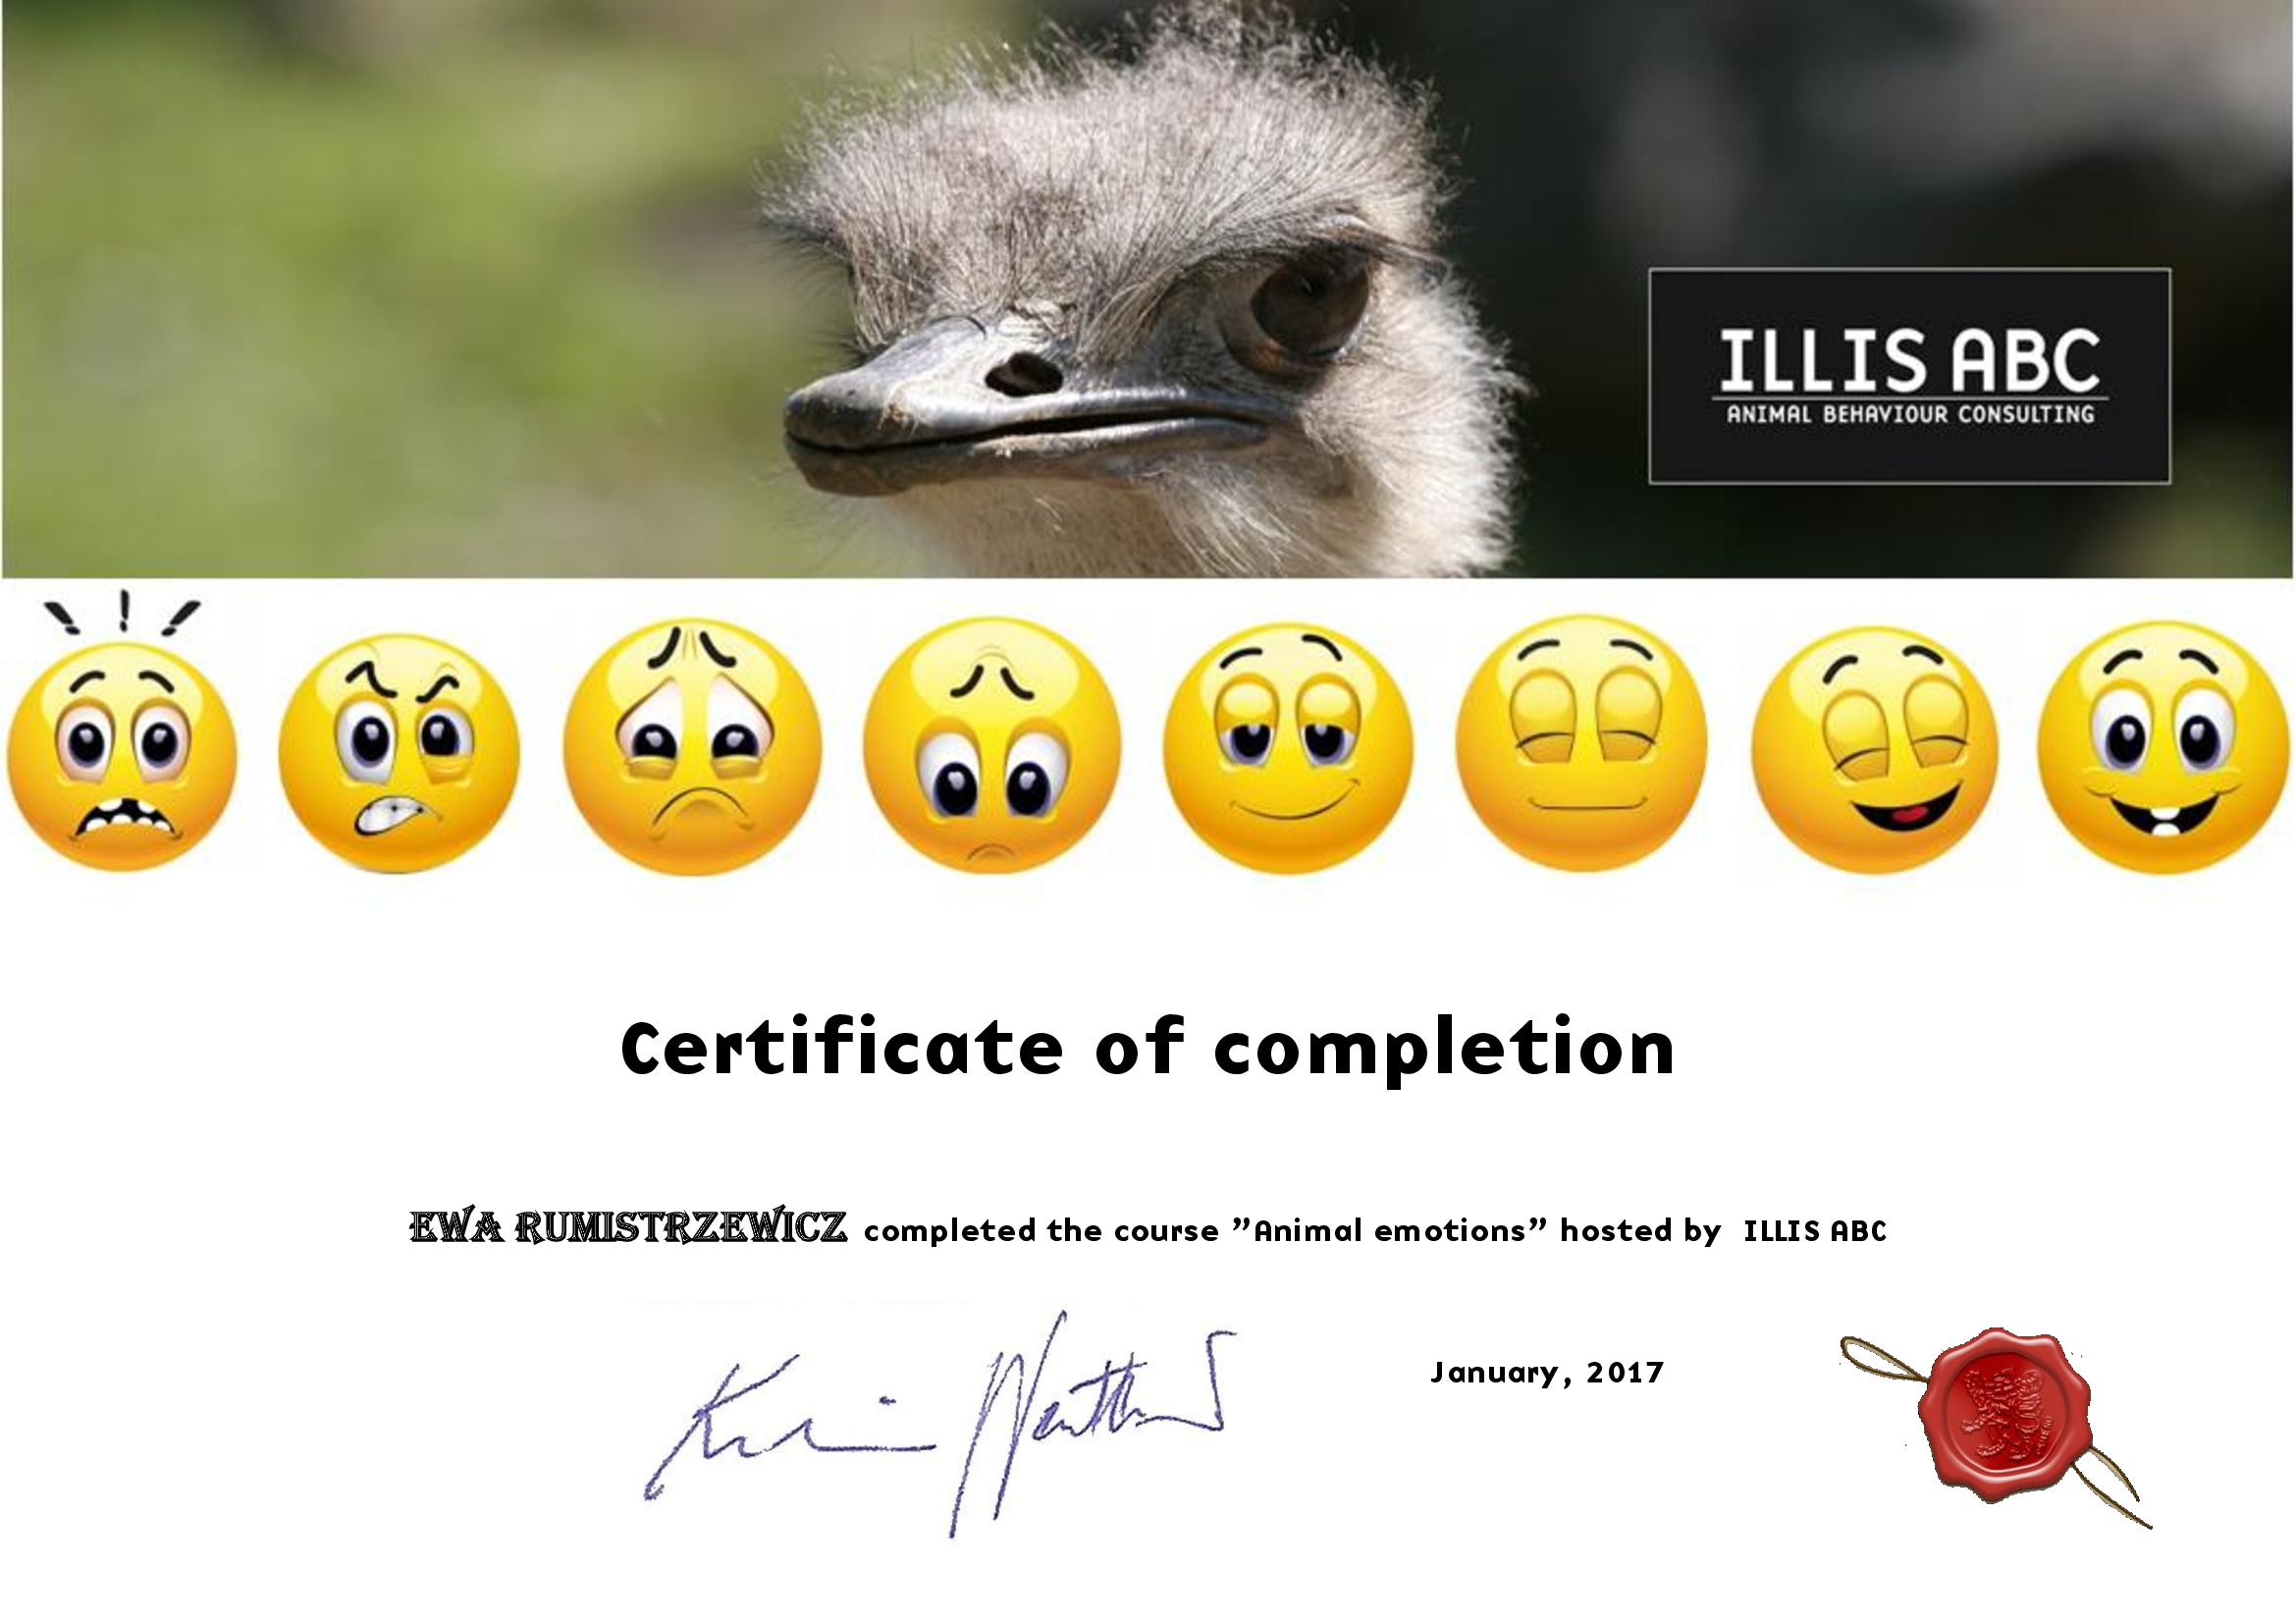 ILLIS ABC
ANIMAL BEHAVIOUR CONSULTING
Certificate of completion
EWA RUMISTRZEWICZ completed the course ”Animal emotions” hosted by ILLIS ABC
January, 2017